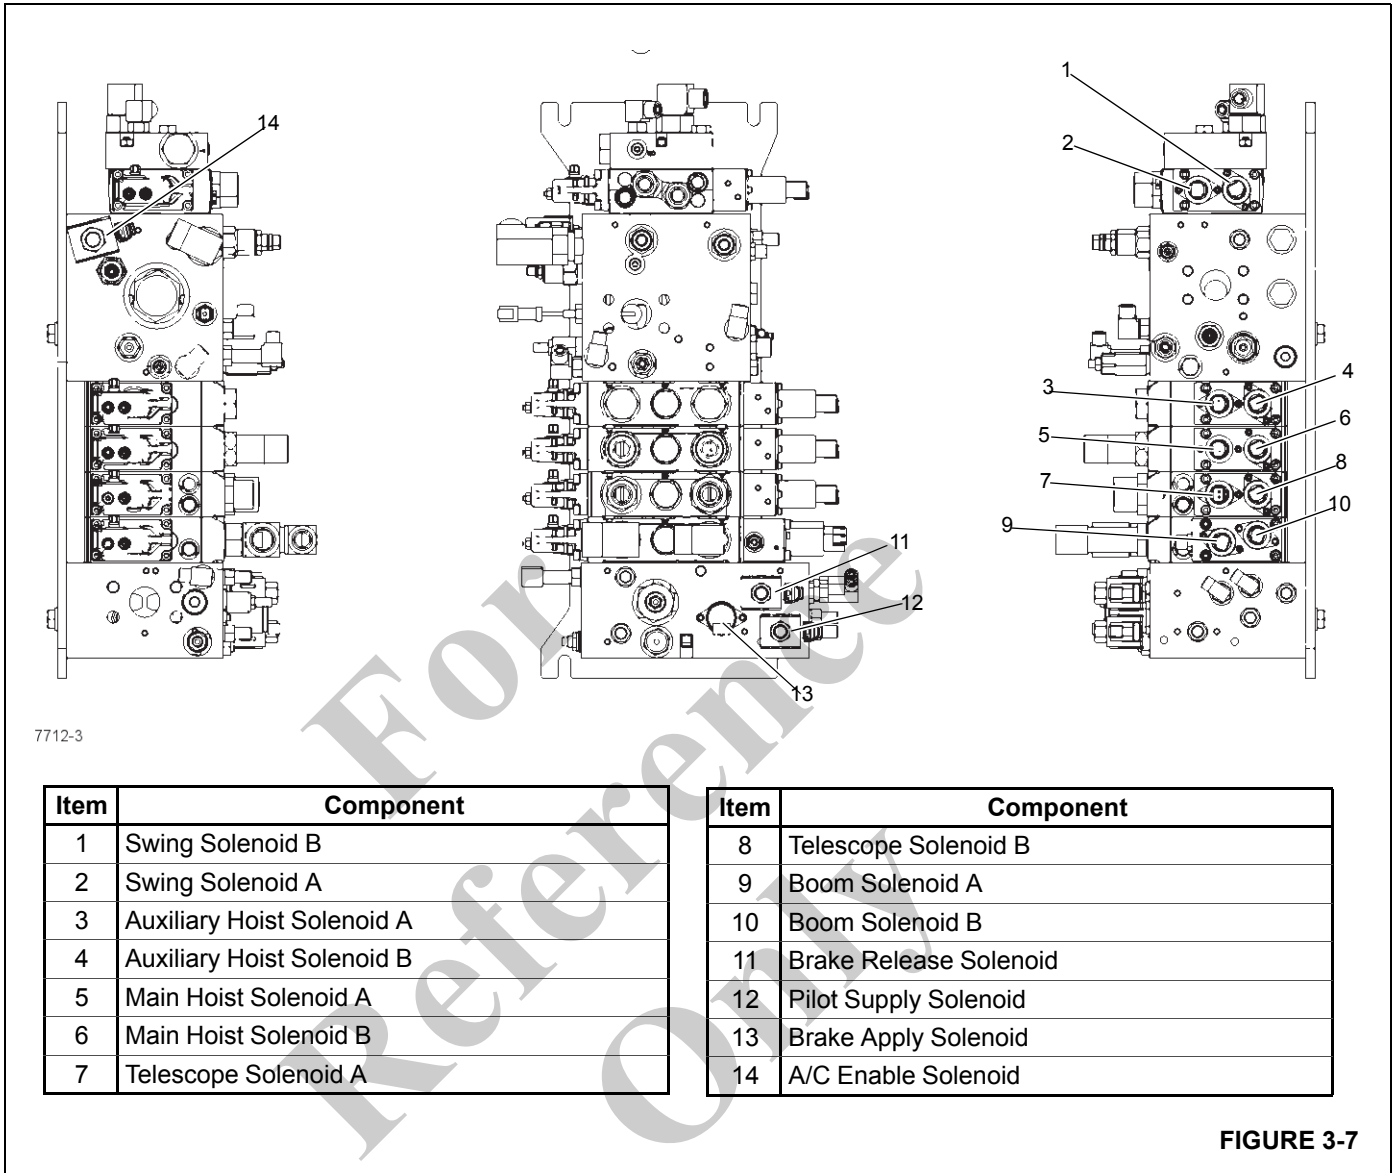 1
14
2
4
3
6
5
8
7
10
9
11
12
13
7712-3
For
Reference
Only
Item Component
1 Swing Solenoid B
2 Swing Solenoid A
3 Auxiliary Hoist Solenoid A
4 Auxiliary Hoist Solenoid B
5 Main Hoist Solenoid A
6 Main Hoist Solenoid B
7 Telescope Solenoid A
Item Component
8 Telescope Solenoid B
9 Boom Solenoid A
10 Boom Solenoid B
11 Brake Release Solenoid
12 Pilot Supply Solenoid
13 Brake Apply Solenoid
14 A/C Enable Solenoid
FIGURE 3-7